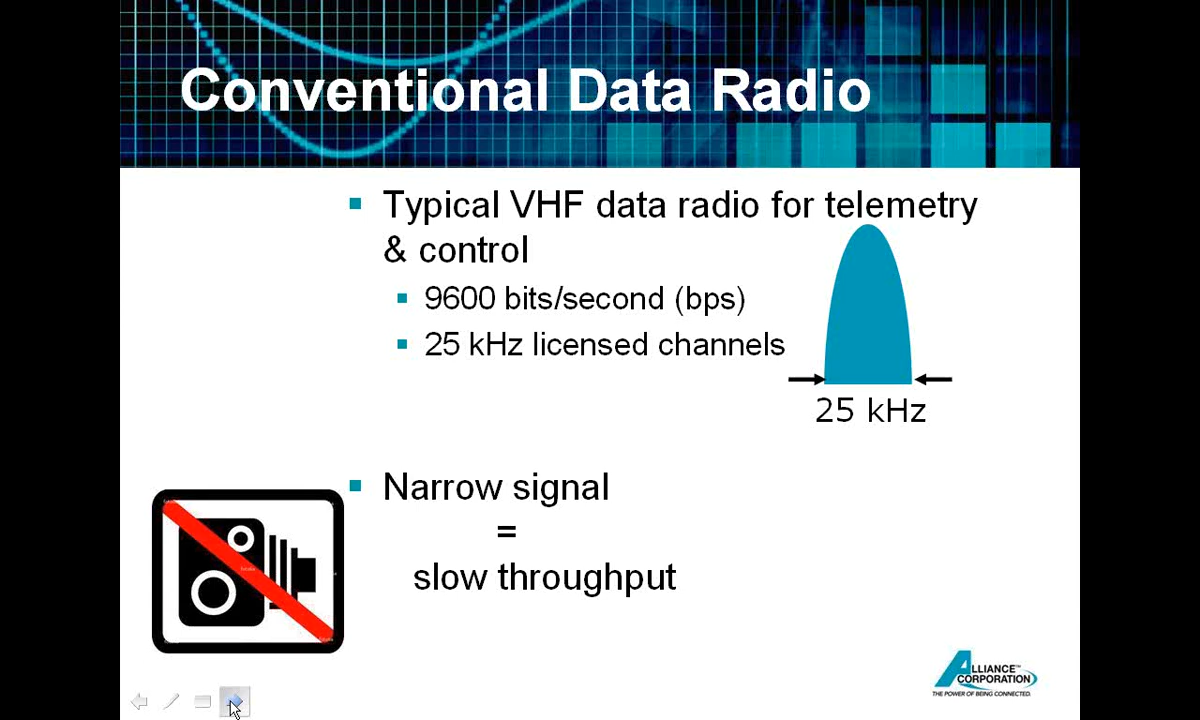 Conventional Data Radio
Typical VHF data radio for telemetry
& control
9600 bits/second (bps)
25 kHz licensed channels
25 kHz
Narrow signal
=
slow throughput
ALLIANCE™
CORPORATION
THE POWER OF BEING CONNECTED.